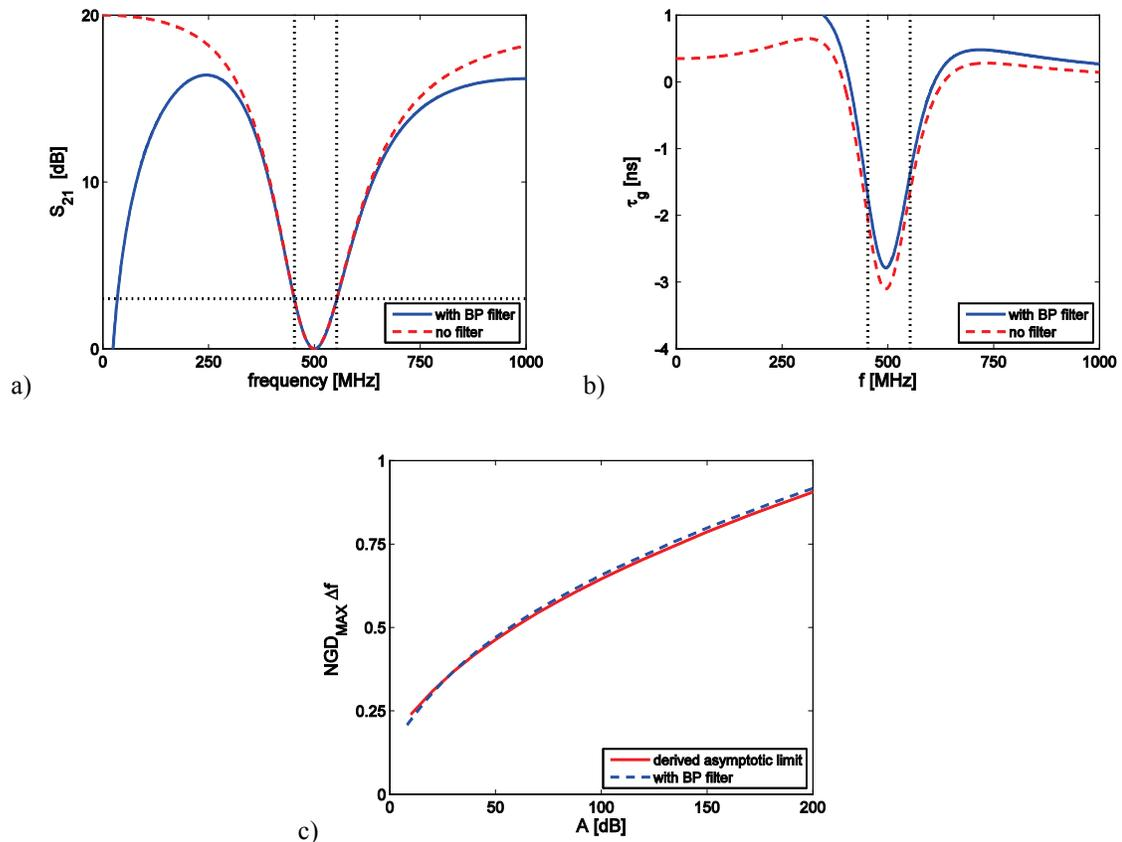 20
10
0
S21 [dB]
0
250
500
750
1000
frequency [MHz]
with BP filter
no filter
a)
1
0
-1
-2
-3
-4
τg [ns]
0
250
500
750
1000
f [MHz]
with BP filter
no filter
b)
1
0.75
0.5
0.25
0
NGDMAX Δf
0
50
100
150
200
A [dB]
derived asymptotic limit
with BP filter
c)